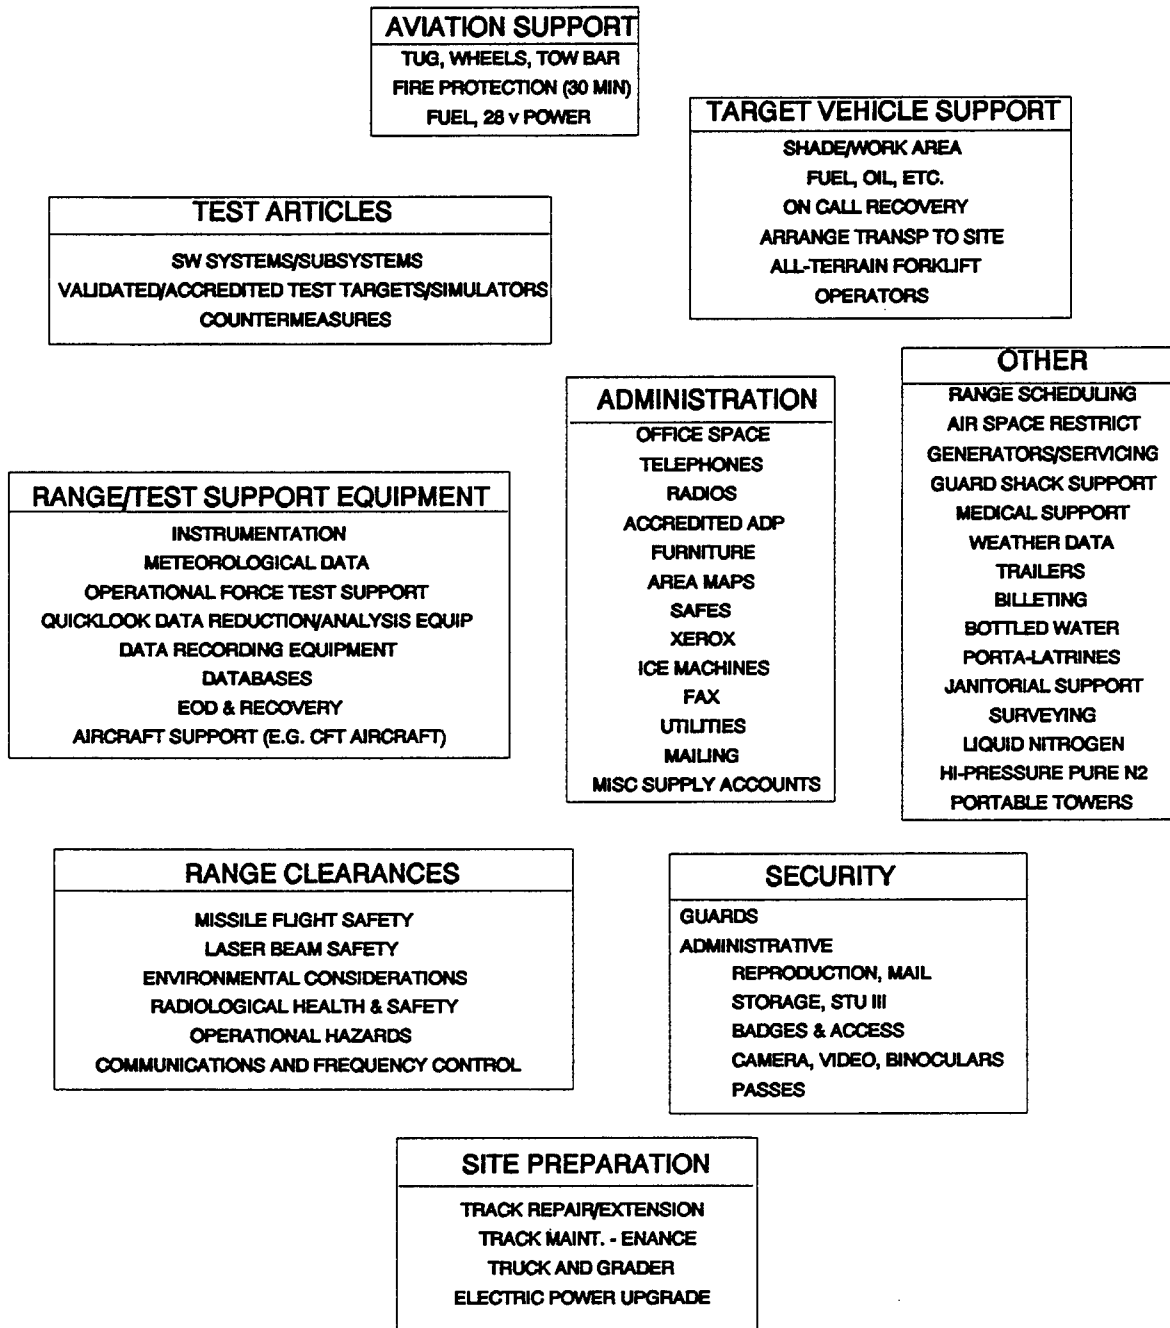 AVIATION SUPPORT
TUG, WHEELS, TOW BAR
FIRE PROTECTION (30 MIN)
FUEL, 28 v POWER
TARGET VEHICLE SUPPORT
SHADE/WORK AREA
FUEL, OIL, ETC.
ON CALL RECOVERY
ARRANGE TRANSP TO SITE
ALL-TERRAIN FORKLIFT
OPERATORS
TEST ARTICLES
SW SYSTEMS/SUBSYSTEMS
VALIDATED/ACCREDITED TEST TARGETS/SIMULATORS
COUNTERMEASURES
ADMINISTRATION
OFFICE SPACE
TELEPHONES
RADIOS
ACCREDITED ADP
FURNITURE
AREA MAPS
SAFES
XEROX
ICE MACHINES
FAX
UTILITIES
MAILING
MISC SUPPLY ACCOUNTS
OTHER
RANGE SCHEDULING
AIR SPACE RESTRICT
GENERATORS/SERVICING
GUARD SHACK SUPPORT
MEDICAL SUPPORT
WEATHER DATA
TRAILERS
BILLETING
BOTTLED WATER
PORTA-LATRINES
JANITORIAL SUPPORT
SURVEYING
LIQUID NITROGEN
HI-PRESSURE PURE N2
PORTABLE TOWERS
RANGE/TEST SUPPORT EQUIPMENT
INSTRUMENTATION
METEOROLOGICAL DATA
OPERATIONAL FORCE TEST SUPPORT
QUICKLOOK DATA REDUCTION/ANALYSIS EQUIP
DATA RECORDING EQUIPMENT
DATABASES
EOD & RECOVERY
AIRCRAFT SUPPORT (E.G. CFT AIRCRAFT)
RANGE CLEARANCES
MISSILE FLIGHT SAFETY
LASER BEAM SAFETY
ENVIRONMENTAL CONSIDERATIONS
RADIOLOGICAL HEALTH & SAFETY
OPERATIONAL HAZARDS
COMMUNICATIONS AND FREQUENCY CONTROL
SECURITY
GUARDS
ADMINISTRATIVE
REPRODUCTION, MAIL
STORAGE, STU III
BADGES & ACCESS
CAMERA, VIDEO, BINOCULARS
PASSES
SITE PREPARATION
TRACK REPAIR/EXTENSION
TRACK MAINT. - ENANCE
TRUCK AND GRADER
ELECTRIC POWER UPGRADE